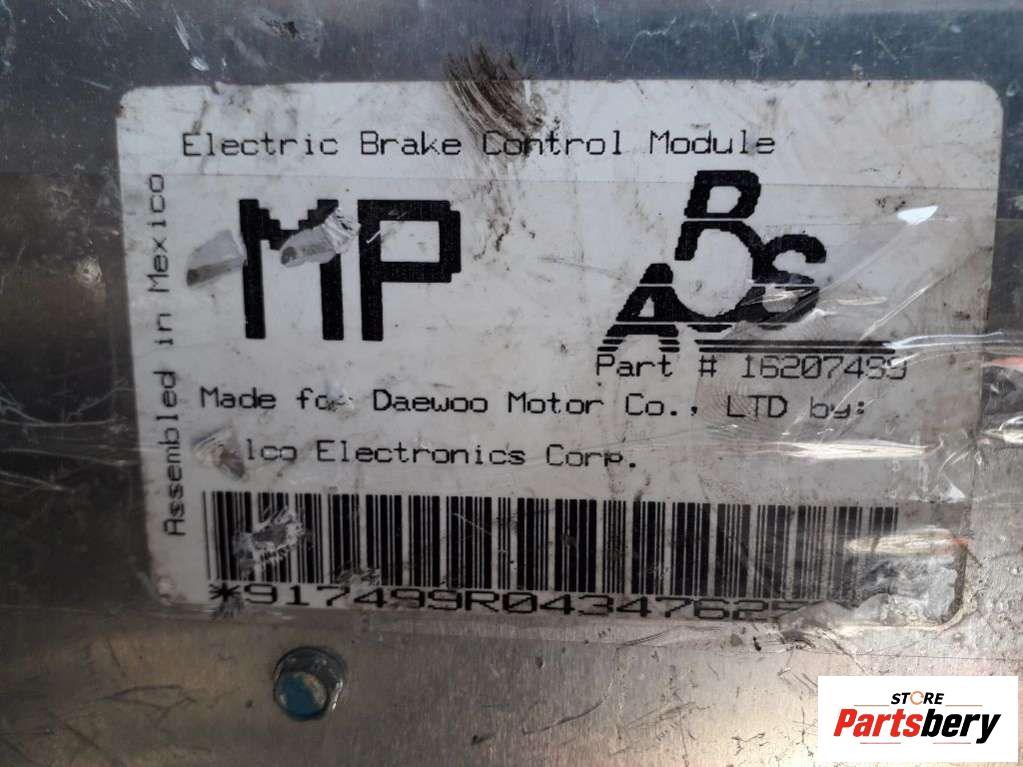 Electric Brake Control Module
Assembled in Mexico
MP
ABS
Part # 16207499
Made for Daewoo Motor Co., LTD by:
lco Electronics Corp.
STORE
Partsbery